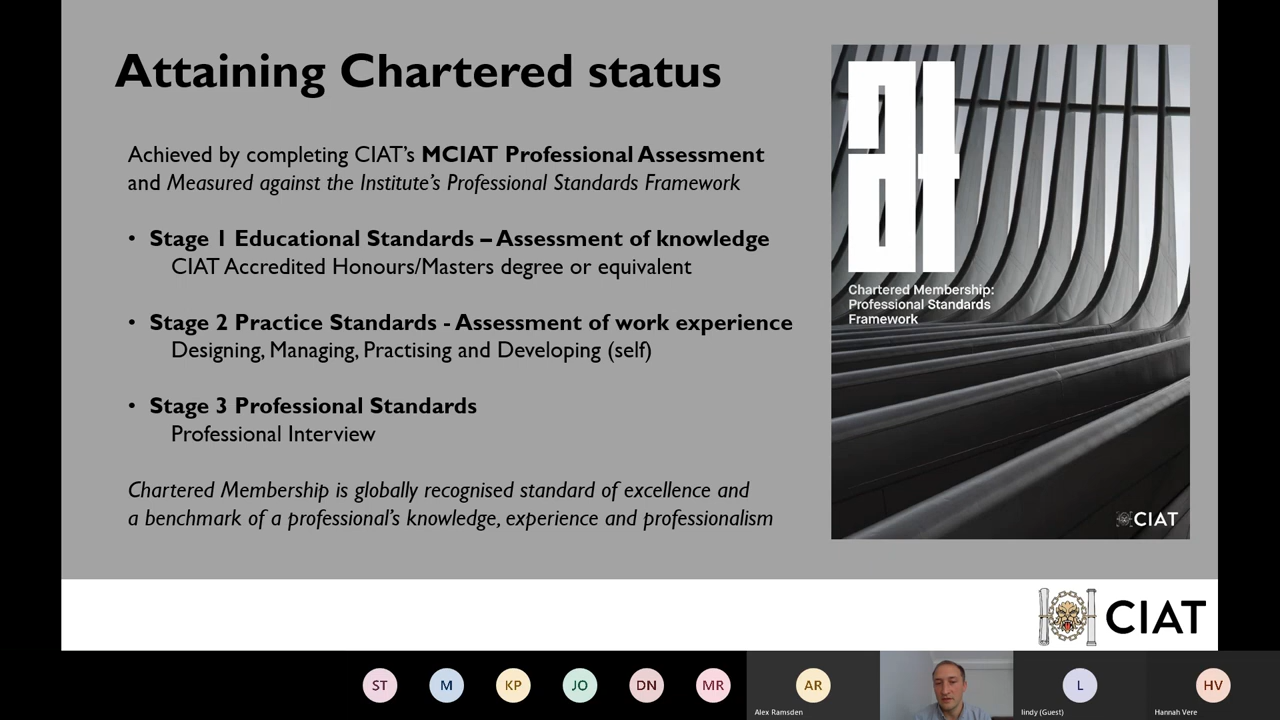 Attaining Chartered status
Achieved by completing CIAT's MCIAT Professional Assessment
and Measured against the Institute's Professional Standards Framework
• Stage 1 Educational Standards – Assessment of knowledge
CIAT Accredited Honours/Masters degree or equivalent
• Stage 2 Practice Standards - Assessment of work experience
Designing, Managing, Practising and Developing (self)
• Stage 3 Professional Standards
Professional Interview
Chartered Membership is globally recognised standard of excellence and
a benchmark of a professional's knowledge, experience and professionalism
at
Chartered Membership:
Professional Standards
Framework
CIAT
CIAT
ST
M
KP
JO
DN
MR
AR
Alex Ramsden
L
lindy (Guest)
HV
Hannah Vere